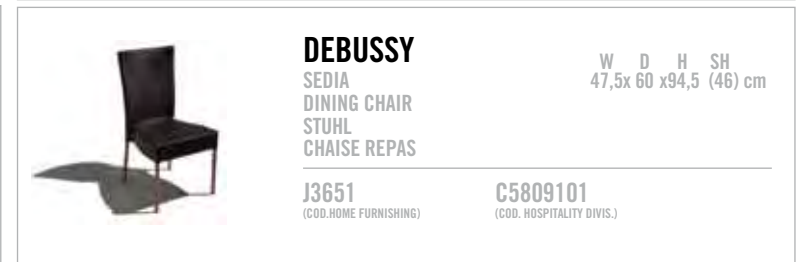 DEBUSSY
SEDIA
DINING CHAIR
STUHL
CHAISE REPAS
W D H SH
47,5x 60 x94,5 (46) cm
J3651
(COD.HOME FURNISHING)
C5809101
(COD. HOSPITALITY DIVIS.)